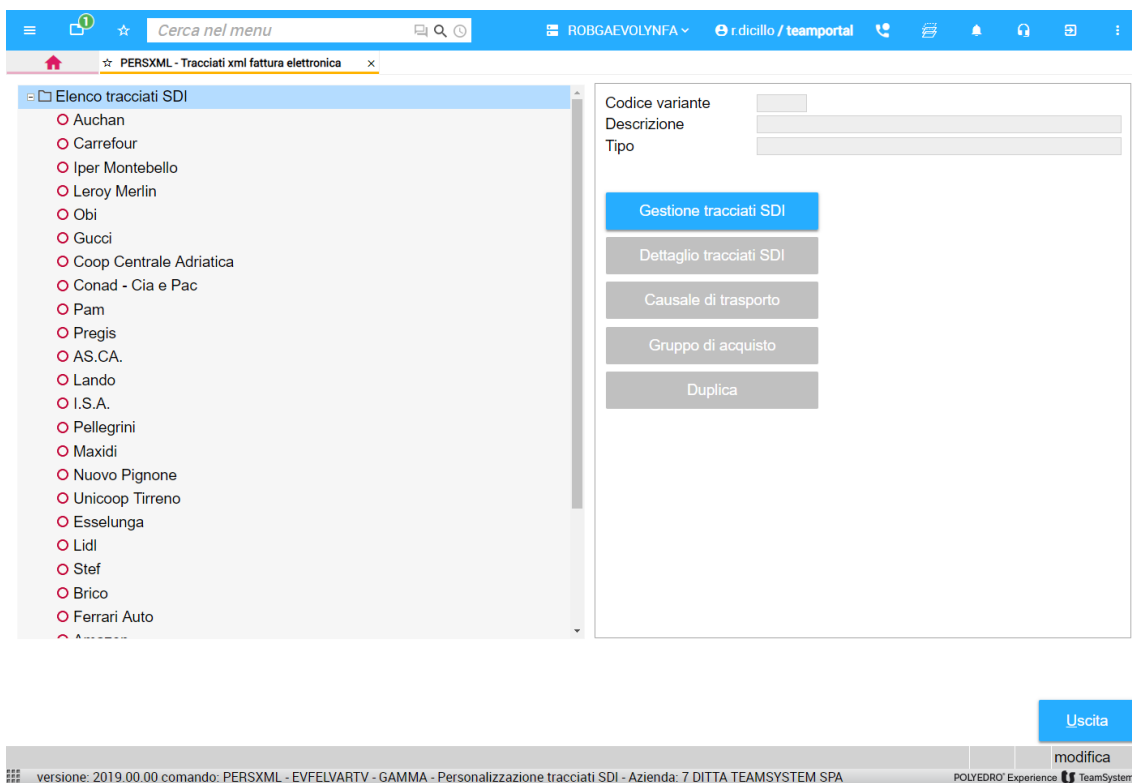 1
Cerca nel menu
ROBGAEVOLYNFA
r.dicillo / teamportal
PERSXML - Tracciati xml fattura elettronica x
Elenco tracciati SDI
Auchan
Carrefour
Iper Montebello
Leroy Merlin
Obi
Gucci
Coop Centrale Adriatica
Conad - Cia e Pac
Pam
Pregis
AS.CA.
Lando
I.S.A.
Pellegrini
Maxidi
Nuovo Pignone
Unicoop Tirreno
Esselunga
Lidl
Stef
Brico
Ferrari Auto
Codice variante
Descrizione
Tipo
Gestione tracciati SDI
Dettaglio tracciati SDI
Causale di trasporto
Gruppo di acquisto
Duplica
Uscita
modifica
versione: 2019.00.00 comando: PERSXML - EVFELVARTV - GAMMA - Personalizzazione tracciati SDI - Azienda: 7 DITTA TEAMSYSTEM SPA
POLYEDRO® Experience TeamSystem